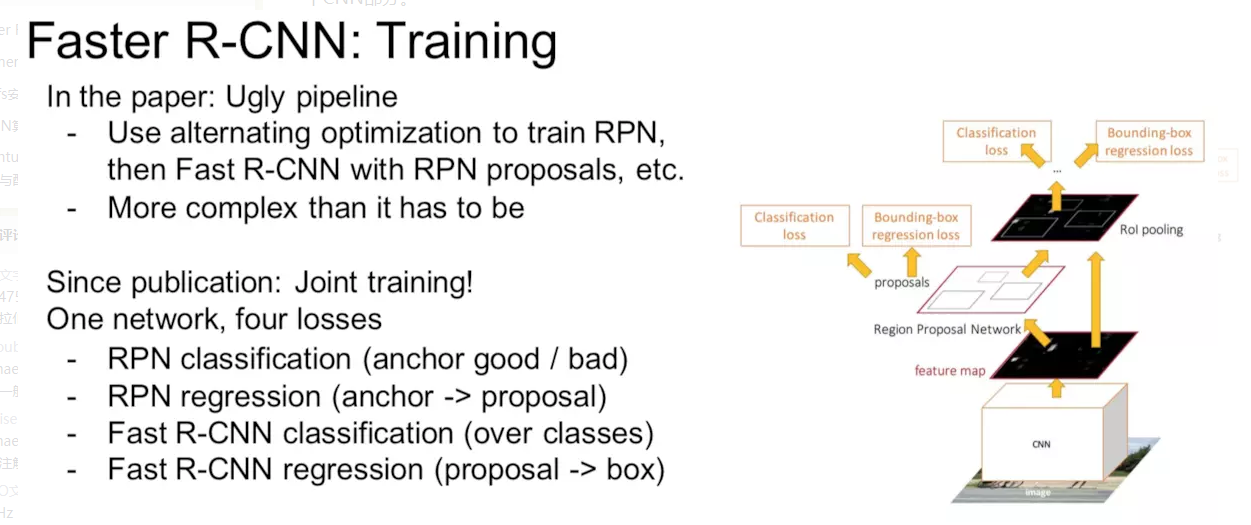 Faster R-CNN: Training
In the paper: Ugly pipeline
- Use alternating optimization to train RPN,
then Fast R-CNN with RPN proposals, etc.
- More complex than it has to be
Since publication: Joint training!
One network, four losses
- RPN classification (anchor good / bad)
- RPN regression (anchor -> proposal)
- Fast R-CNN classification (over classes)
- Fast R-CNN regression (proposal -> box)
Classification
loss
Bounding-box
regression loss
...
RoI pooling
Classification
loss
Bounding-box
regression loss
proposals
Region Proposal Network
feature map
CNN
image